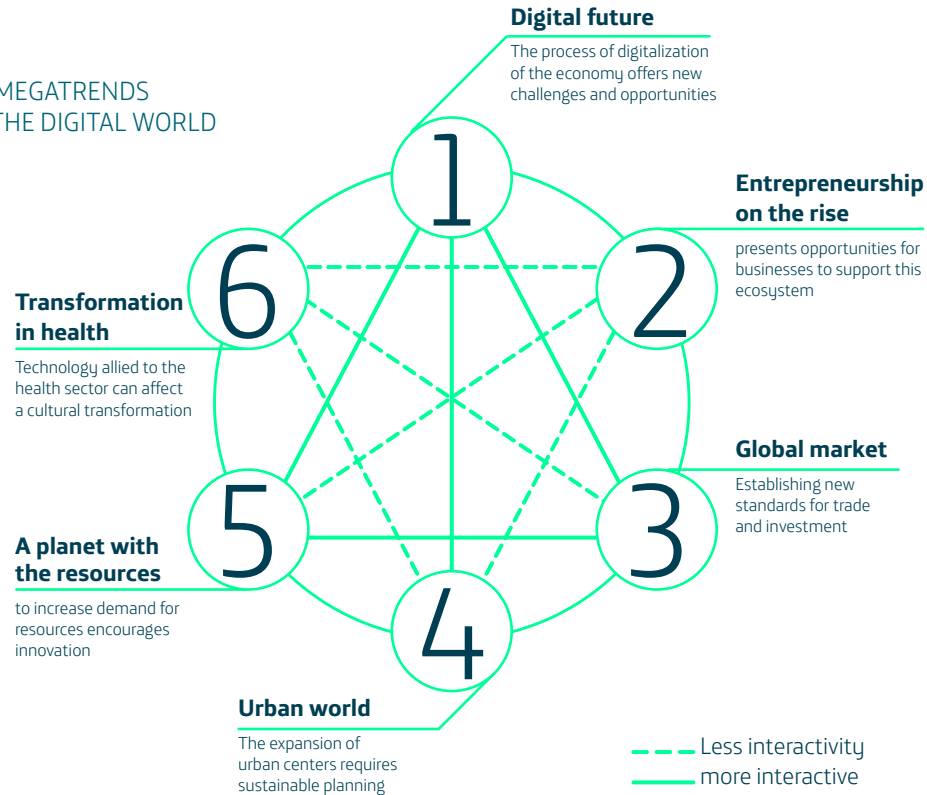 MEGATRENDS
THE DIGITAL WORLD
Digital future
The process of digitalization
of the economy offers new
challenges and opportunities
1
Entrepreneurship
on the rise
presents opportunities for
businesses to support this
ecosystem
2
Global market
Establishing new
standards for trade
and investment
3
4
Urban world
The expansion of
urban centers requires
sustainable planning
5
A planet with
the resources
to increase demand for
resources encourages
innovation
6
Transformation
in health
Technology allied to the
health sector can affect
a cultural transformation
Less interactivity
more interactive